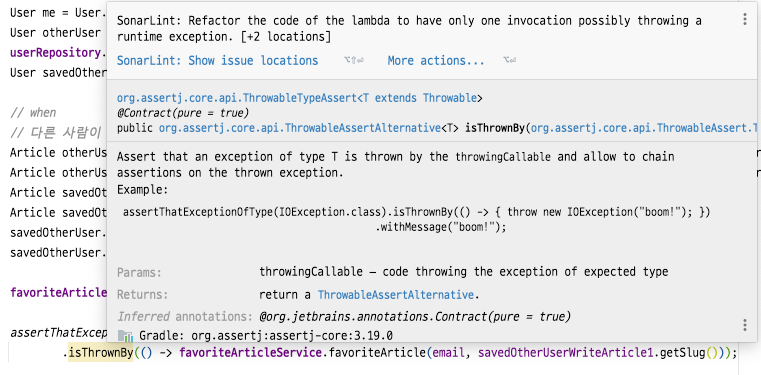 User me = User.
SonarLint: Refactor the code of the lambda to have only one invocation possibly throwing a
User otherUser
runtime exception. [+2 locations]
userRepository.
SonarLint: Show issue locations ⌥⇧⏎ More actions... ⌥⏎
User savedOther
org.assertj.core.api.ThrowableTypeAssert<T extends Throwable>
// when
@Contract(pure = true)
// 다른 사람이
public org.assertj.core.api.ThrowableAssertAlternative<T> isThrownBy(org.assertj.core.api.ThrowableAssert.T
Article otherUs
Assert that an exception of type T is thrown by the throwingCallable and allow to chain
Article otherUs
assertions on the thrown exception.
Article savedOt
Example:
Article savedOt
assertThatExceptionOfType(IOException.class).isThrownBy(() -> { throw new IOException("boom!"); })
savedOtherUser.
.withMessage("boom!");
savedOtherUser.
Params: throwingCallable – code throwing the exception of expected type
favoriteArticle
Returns: return a ThrowableAssertAlternative.
Inferred annotations: @org.jetbrains.annotations.Contract(pure = true)
assertThatExcep
Gradle: org.assertj:assertj-core:3.19.0
.isThrownBy(() -> favoriteArticleService.favoriteArticle(email, savedOtherUserWriteArticle1.getSlug()));